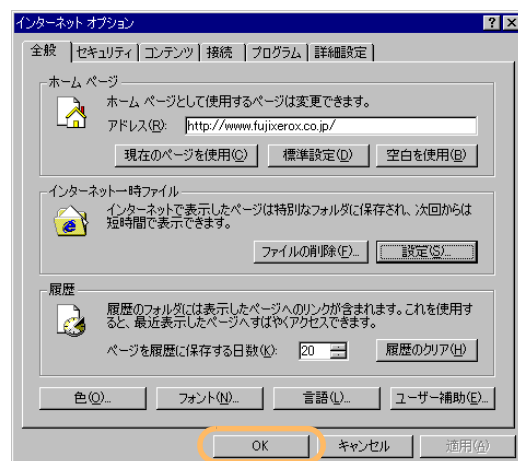 インターネット オプション
全般 セキュリティ コンテンツ 接続 プログラム 詳細設定
ホーム ページ
ホーム ページとして使用するページは変更できます。
アドレス(R): http://www.fujixerox.co.jp/
現在のページを使用(C) 標準設定(D) 空白を使用(B)
インターネット一時ファイル
インターネットで表示したページは特別なフォルダに保存され、次回からは
短時間で表示できます。
ファイルの削除(F)... 設定(S)...
履歴
履歴のフォルダには表示したページへのリンクが含まれます。これを使用す
ると、最近表示したページへすばやくアクセスできます。
ページを履歴に保存する日数(K): 20 履歴のクリア(H)
色(O)... フォント(N)... 言語(L)... ユーザー補助(E)...
OK キャンセル 適用(A)